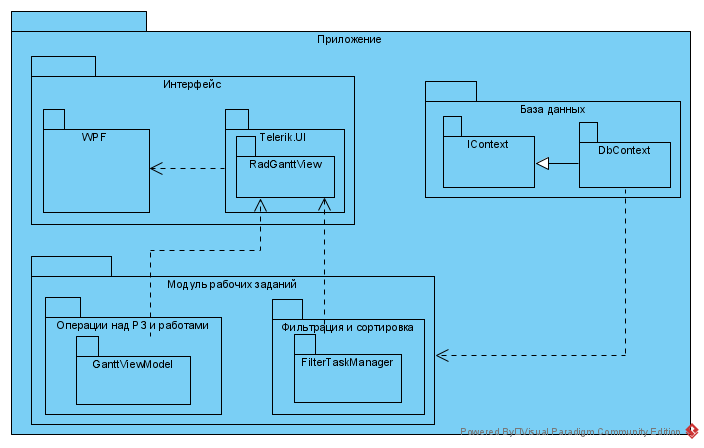 Приложение
Интерфейс
WPF
Telerik.UI
RadGanttView
База данных
IContext
DbContext
Модуль рабочих заданий
Операции над РЗ и работами
GanttViewModel
Фильтрация и сортировка
FilterTaskManager
Powered By Visual Paradigm Community Edition